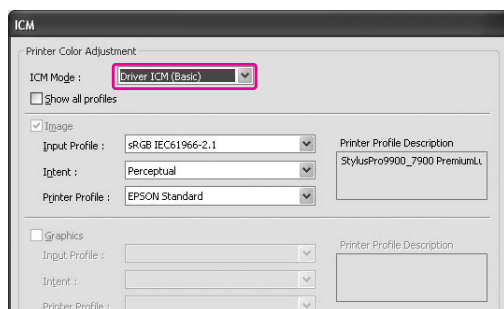 ICM
Printer Color Adjustment
ICM Mode :
Driver ICM (Basic)
Show all profiles
Image
Input Profile :
sRGB IEC61966-2.1
Printer Profile Description
StylusPro9900_7900 PremiumLu
Intent :
Perceptual
Printer Profile :
EPSON Standard
Graphics
Input Profile :
Printer Profile Description
Intent :
Printer Profile :